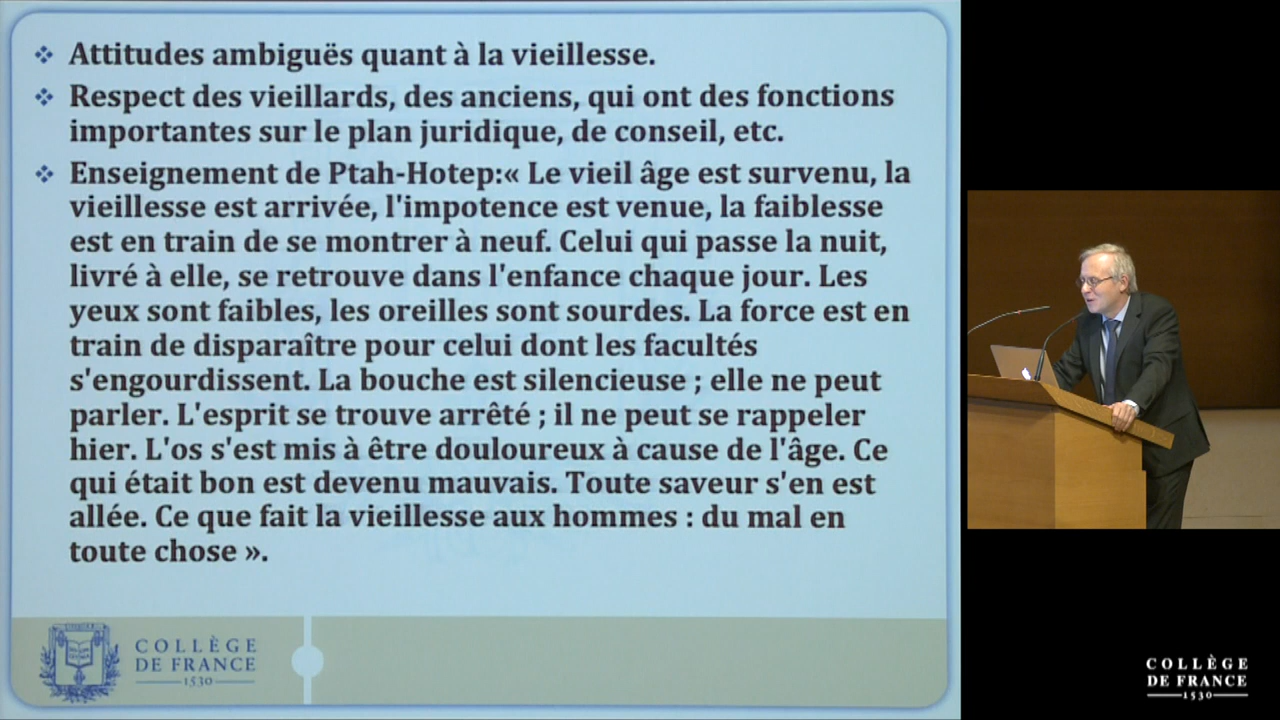 Attitudes ambiguës quant à la vieillesse.
Respect des vieillards, des anciens, qui ont des fonctions
importantes sur le plan juridique, de conseil, etc.
Enseignement de Ptah-Hotep:« Le vieil âge est survenu, la
vieillesse est arrivée, l'impotence est venue, la faiblesse
est en train de se montrer à neuf. Celui qui passe la nuit,
livré à elle, se retrouve dans l'enfance chaque jour. Les
yeux sont faibles, les oreilles sont sourdes. La force est en
train de disparaître pour celui dont les facultés
s'engourdissent. La bouche est silencieuse ; elle ne peut
parler. L'esprit se trouve arrêté ; il ne peut se rappeler
hier. L'os s'est mis à être douloureux à cause de l'âge. Ce
qui était bon est devenu mauvais. Toute saveur s'en est
allée. Ce que fait la vieillesse aux hommes : du mal en
toute chose ».
COLLÈGE
DE FRANCE
1530
COLLÈGE
DE FRANCE
1530